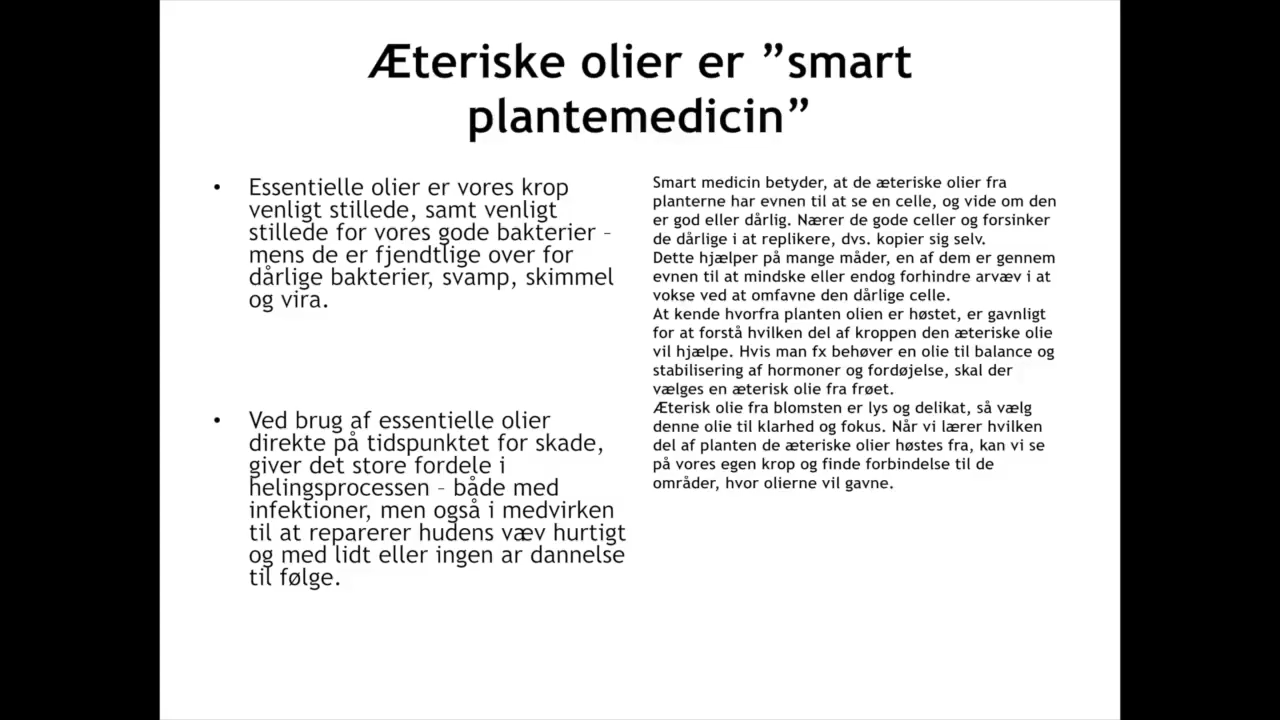 Æteriske olier er ”smart
plantemedicin”
• Essentielle olier er vores krop
venligt stillede, samt venligt
stillede for vores gode bakterier –
mens de er fjendtlige over for
dårlige bakterier, svamp, skimmel
og vira.
• Ved brug af essentielle olier
direkte på tidspunktet for skade,
giver det store fordele i
helingsprocessen – både med
infektioner, men også i medvirken
til at reparerer hudens væv hurtigt
og med lidt eller ingen ar dannelse
til følge.
Smart medicin betyder, at de æteriske olier fra
planterne har evnen til at se en celle, og vide om den
er god eller dårlig. Nærer de gode celler og forsinker
de dårlige i at replikere, dvs. kopier sig selv.
Dette hjælper på mange måder, en af dem er gennem
evnen til at mindske eller endog forhindre arvæv i at
vokse ved at omfavne den dårlige celle.
At kende hvorfra planten olien er høstet, er gavnligt
for at forstå hvilken del af kroppen den æteriske olie
vil hjælpe. Hvis man fx behøver en olie til balance og
stabilisering af hormoner og fordøjelse, skal der
vælges en æterisk olie fra frøet.
Æterisk olie fra blomsten er lys og delikat, så vælg
denne olie til klarhed og fokus. Når vi lærer hvilken
del af planten de æteriske olier høstes fra, kan vi se
på vores egen krop og finde forbindelse til de
områder, hvor olierne vil gavne.